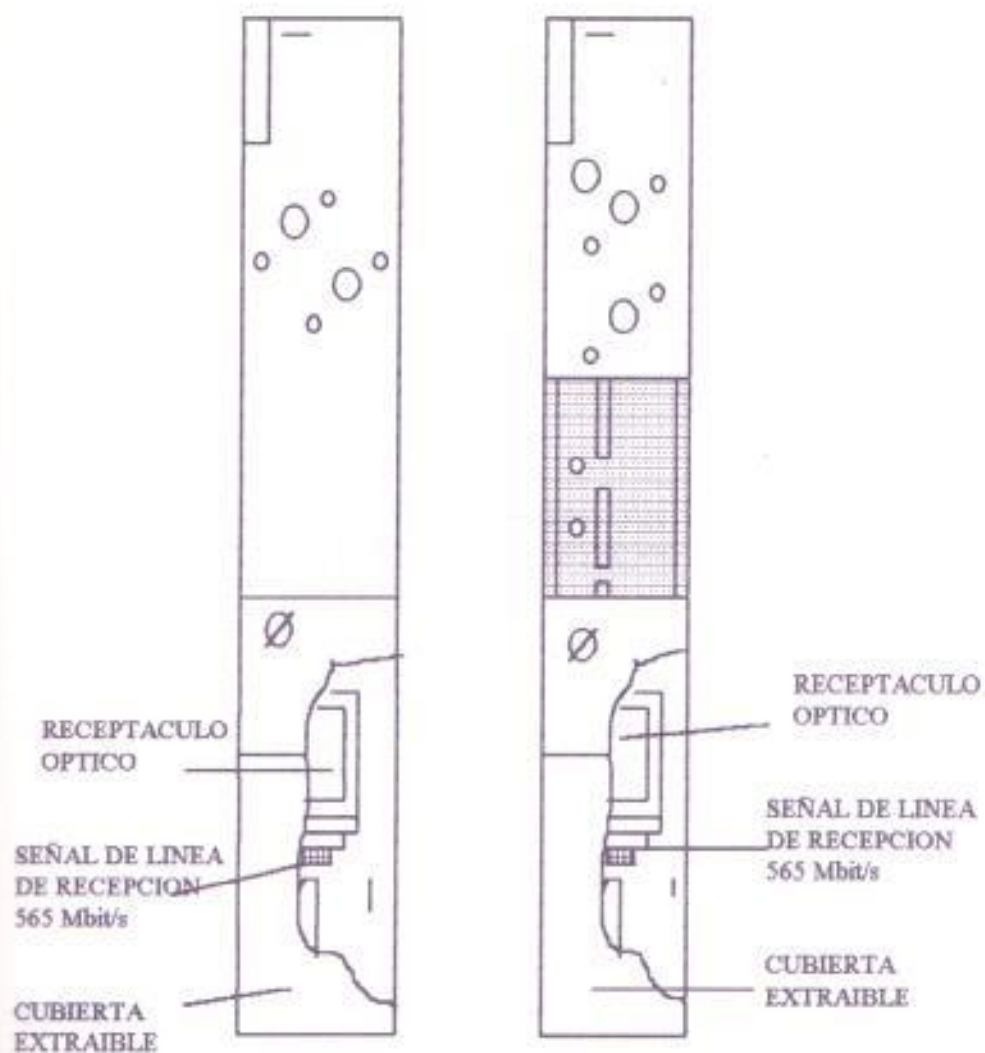 RECEPTACULO
OPTICO
SEÑAL DE LINEA
DE RECEPCION
565 Mbit/s
CUBIERTA
EXTRAIBLE
RECEPTACULO
OPTICO
SEÑAL DE LINEA
DE RECEPCION
565 Mbit/s
CUBIERTA
EXTRAIBLE